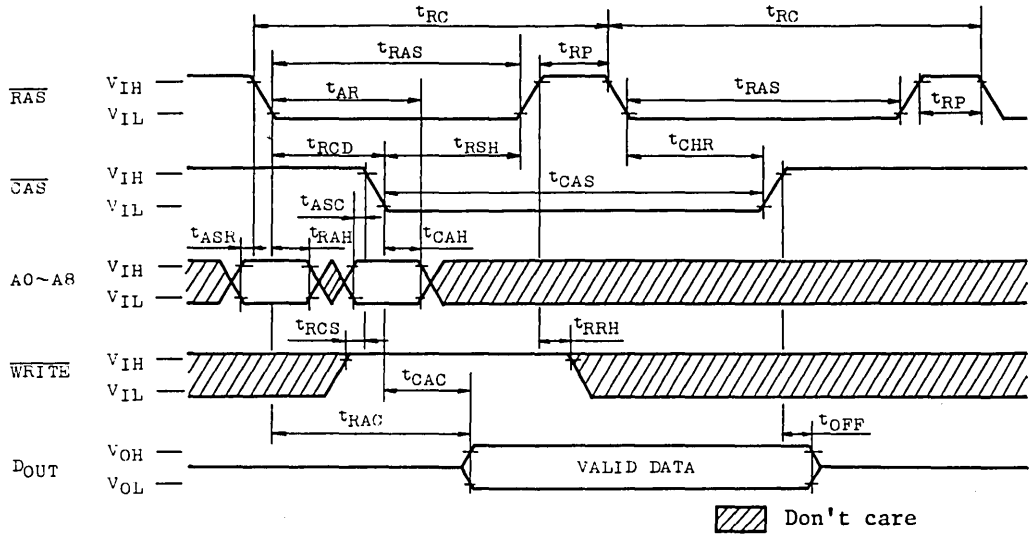 tRC tRC
tRAS tRP
RAS VIH tAR tRAS tRP
VIL
tRCD tRSH tCHR
CAS VIH tCAS
VIL tASC
tASR tRAH tCAH
A0~A8 VIH
VIL
tRCS tRRH
WRITE VIH
VIL tCAC
tRAC tOFF
DOUT VOH VALID DATA
VOL
Don't care